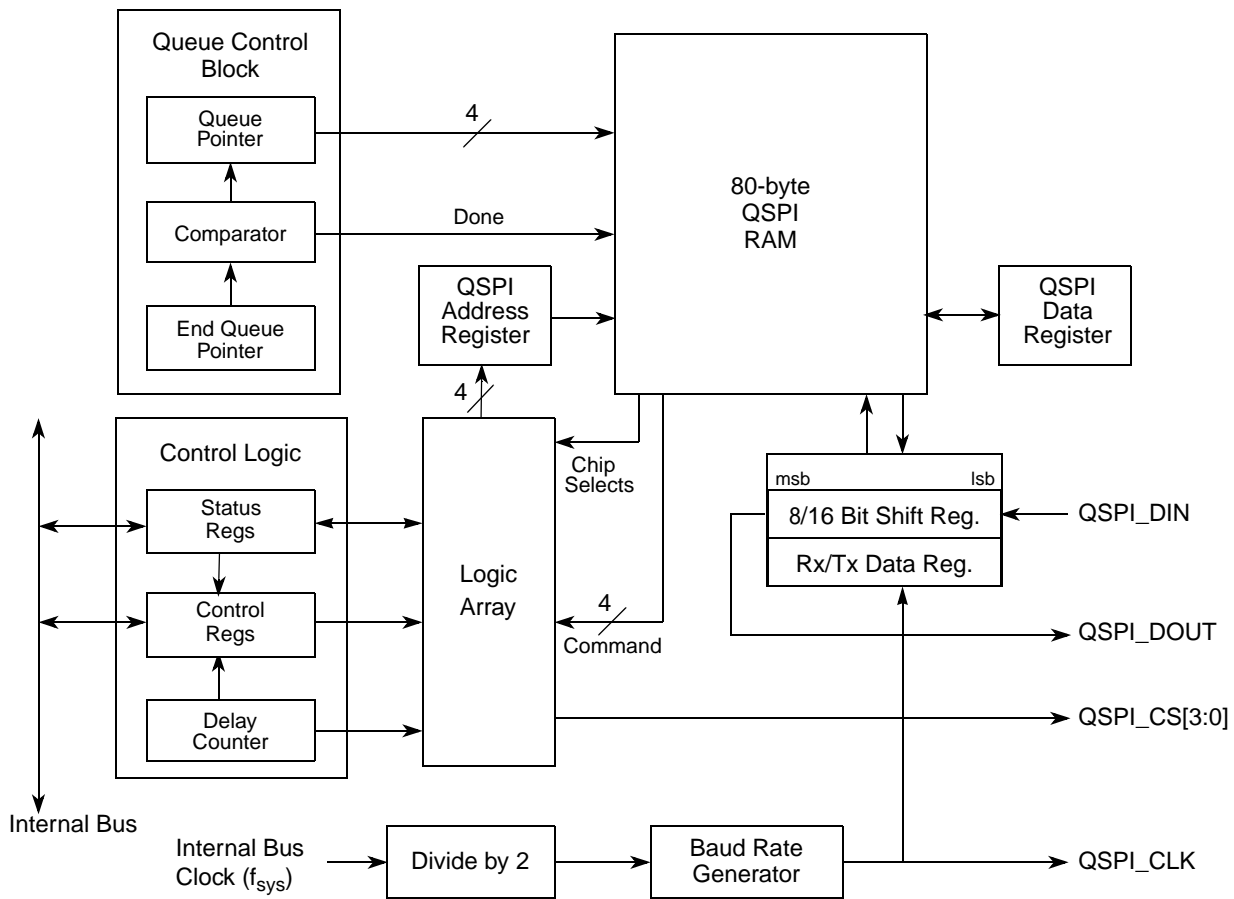 Queue Control
Block
Queue
Pointer
4
Comparator
Done
End Queue
Pointer
80-byte
QSPI
RAM
QSPI
Address
Register
QSPI
Data
Register
4
Control Logic
Status
Regs
Control
Regs
Delay
Counter
Logic
Array
Chip
Selects
4
Command
msb
lsb
8/16 Bit Shift Reg.
Rx/Tx Data Reg.
QSPI_DIN
QSPI_DOUT
QSPI_CS[3:0]
Internal Bus
Internal Bus
Clock (fsys)
Divide by 2
Baud Rate
Generator
QSPI_CLK